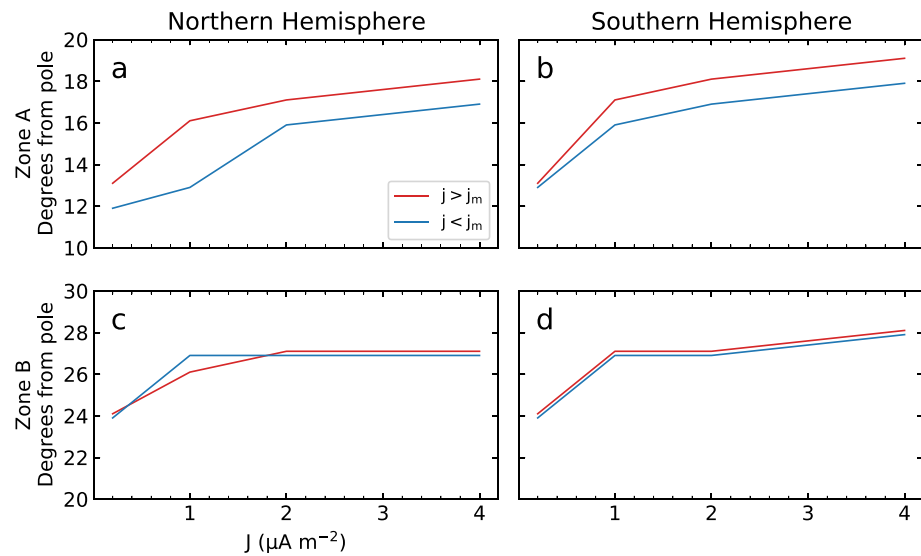 Northern Hemisphere
Southern Hemisphere
Zone A
Degrees from pole
20
18
16
14
12
10
a
j > jₘ
j < jₘ
b
Zone B
Degrees from pole
30
28
26
24
22
20
c
d
1 2 3 4
1 2 3 4
J (μA m⁻²)